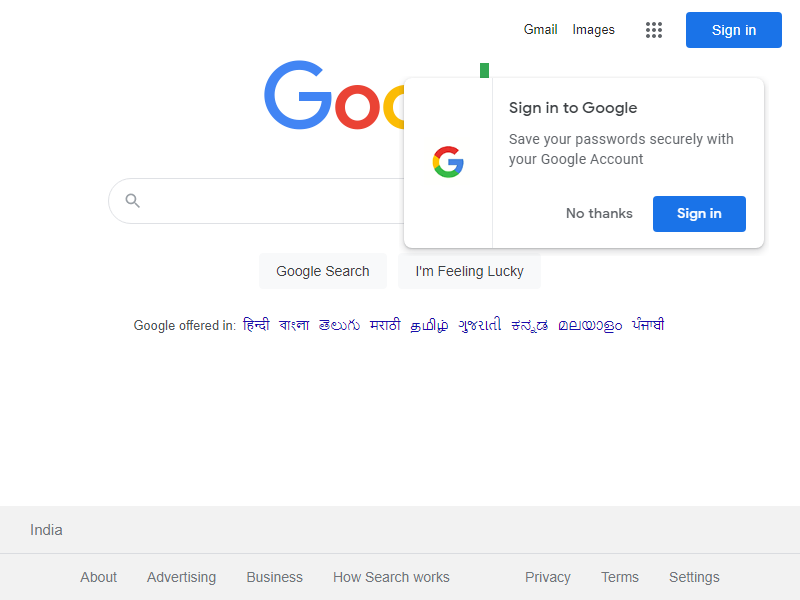 Gmail Images Sign in
Google
Sign in to Google
Save your passwords securely with
your Google Account
No thanks Sign in
Google Search I'm Feeling Lucky
Google offered in: हिन्दी বাংলা తెలుగు मराठी தமிழ் ગુજરાતી ಕನ್ನಡ മലയാളം ਪੰਜਾਬੀ
India
About Advertising Business How Search works Privacy Terms Settings